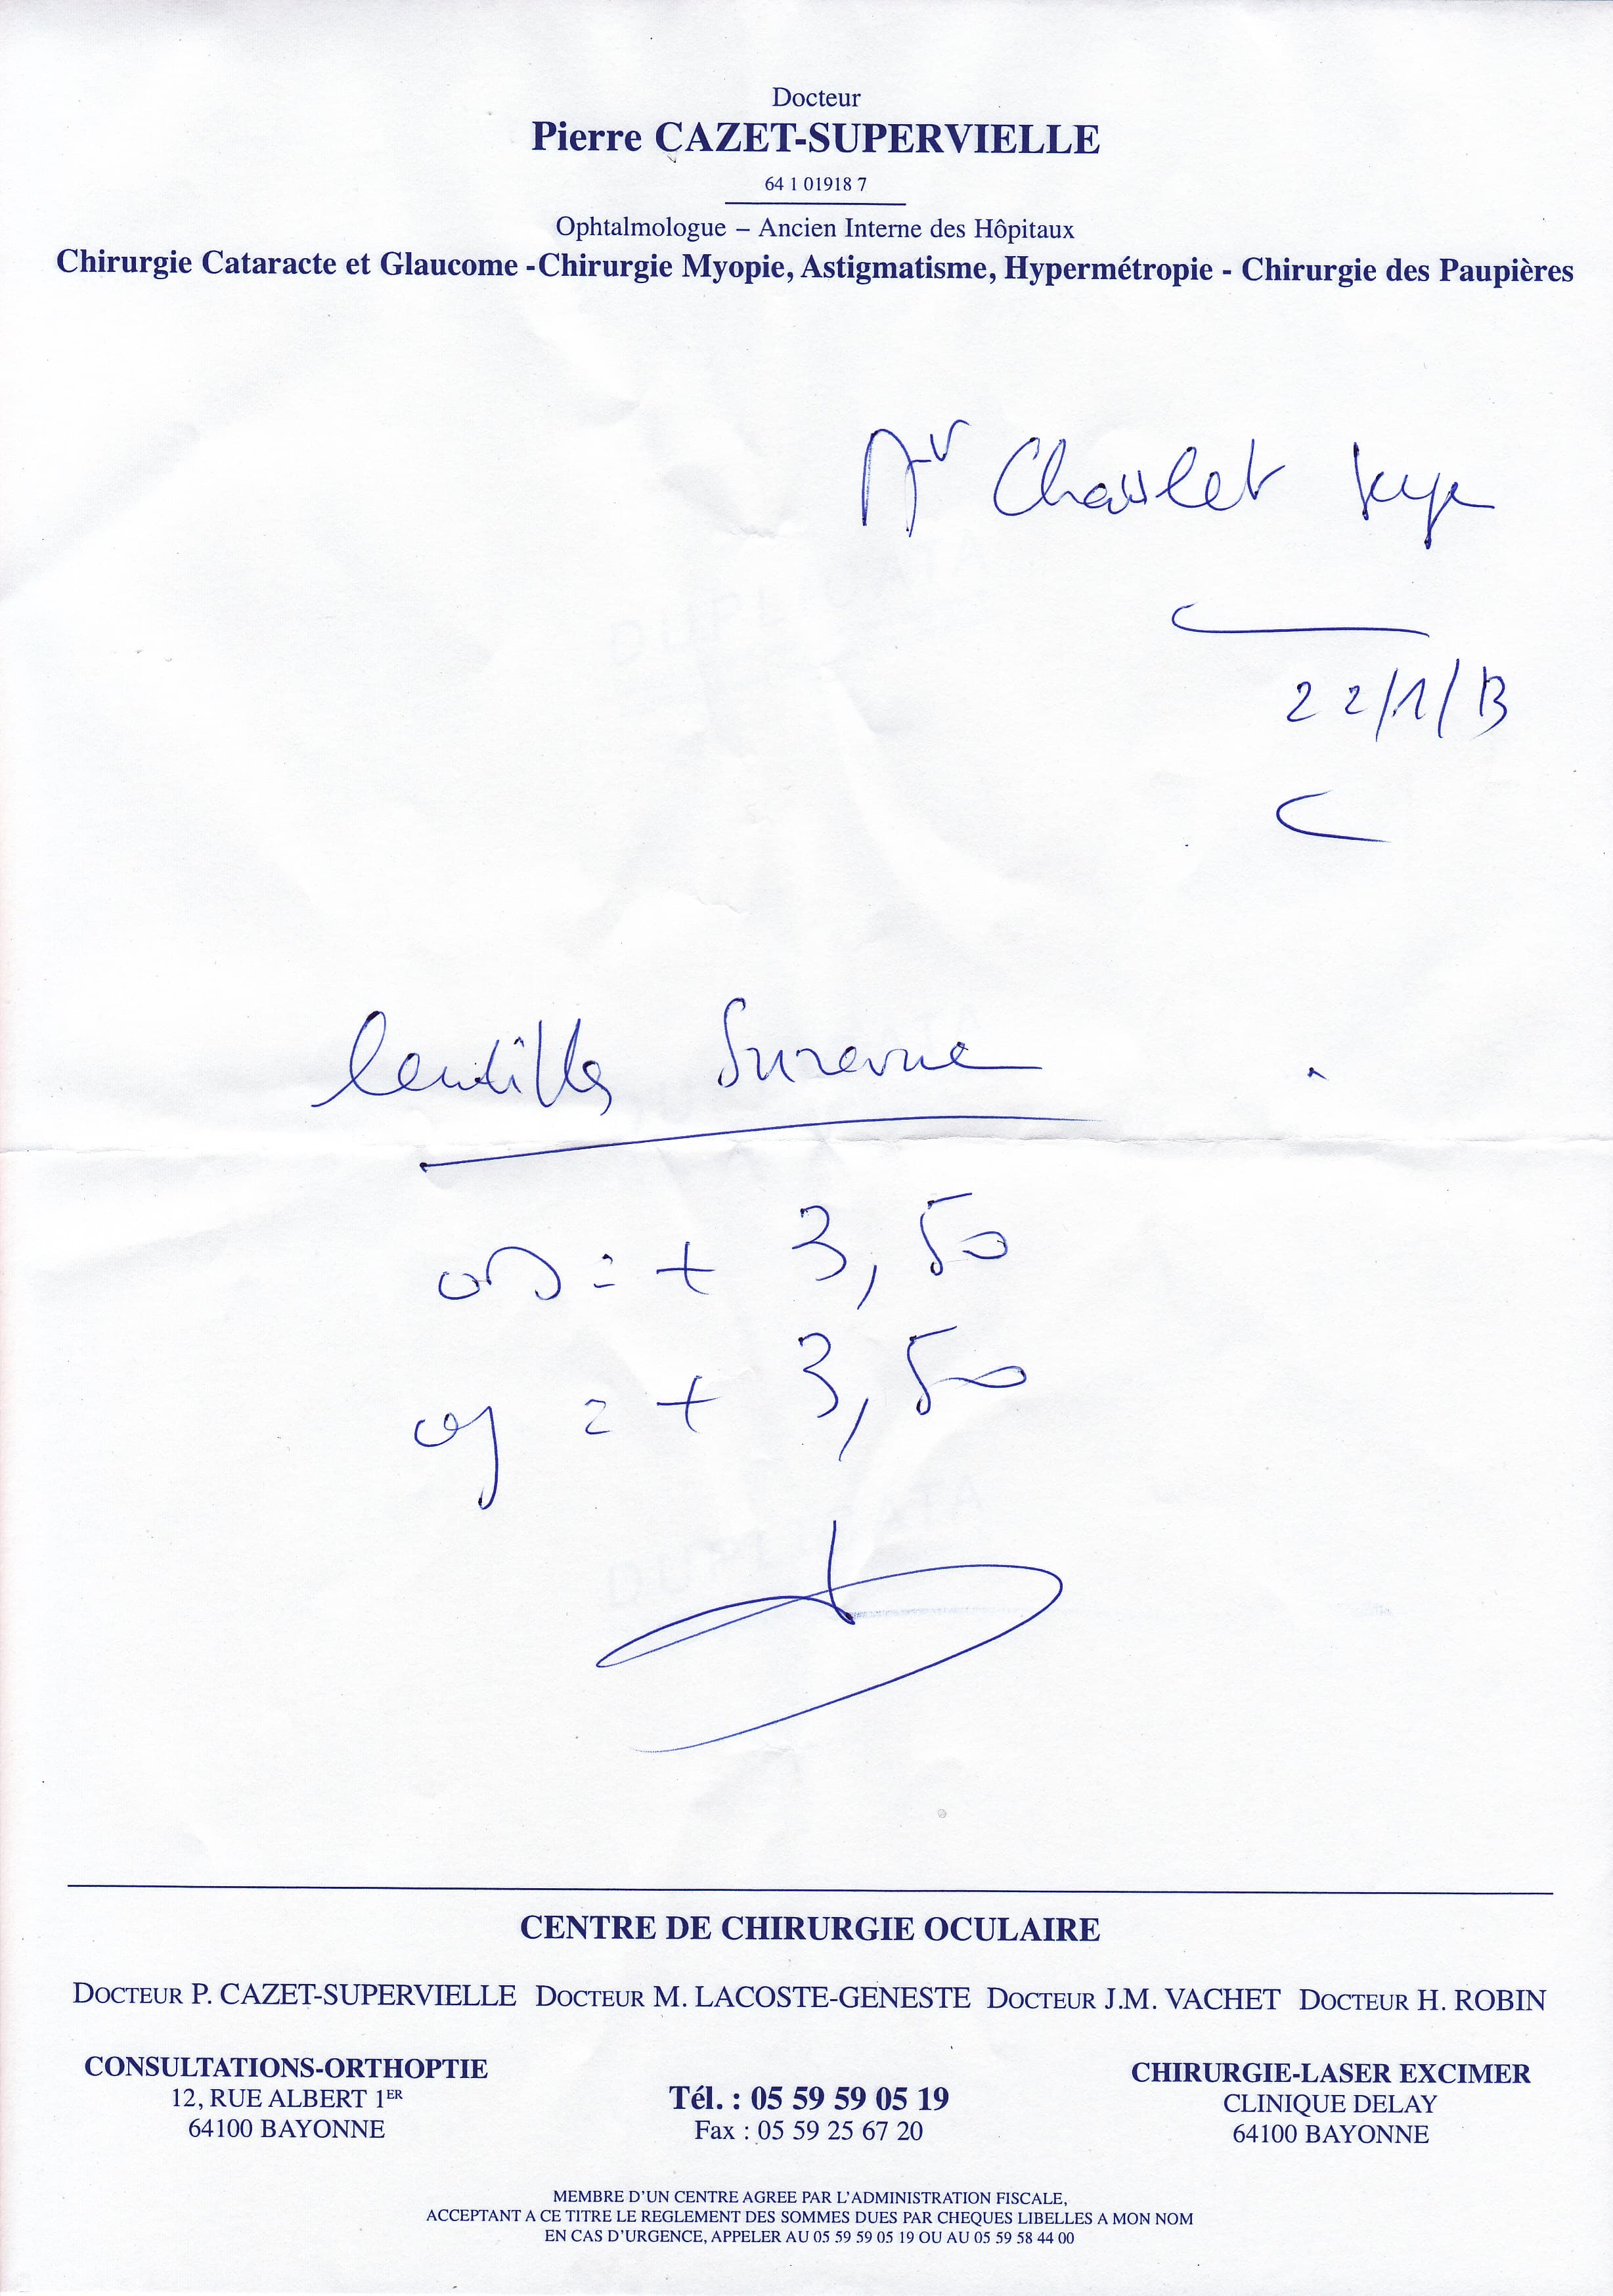 Docteur
Pierre CAZET-SUPERVIELLE
64 1 01918 7
Ophtalmologue – Ancien Interne des Hôpitaux
Chirurgie Cataracte et Glaucome - Chirurgie Myopie, Astigmatisme, Hypermétropie - Chirurgie des Paupières
Mr
22/1/13
lentilles
OD = + 3,50
OG = + 3,50
CENTRE DE CHIRURGIE OCULAIRE
DOCTEUR P. CAZET-SUPERVIELLE DOCTEUR M. LACOSTE-GENESTE DOCTEUR J.M. VACHET DOCTEUR H. ROBIN
CONSULTATIONS-ORTHOPTIE
12, RUE ALBERT 1ER
64100 BAYONNE
Tél. : 05 59 59 05 19
Fax : 05 59 25 67 20
CHIRURGIE-LASER EXCIMER
CLINIQUE DELAY
64100 BAYONNE
MEMBRE D'UN CENTRE AGREE PAR L'ADMINISTRATION FISCALE,
ACCEPTANT A CE TITRE LE REGLEMENT DES SOMMES DUES PAR CHEQUES LIBELLES A MON NOM
EN CAS D'URGENCE, APPELER AU 05 59 59 05 19 OU AU 05 59 58 44 00